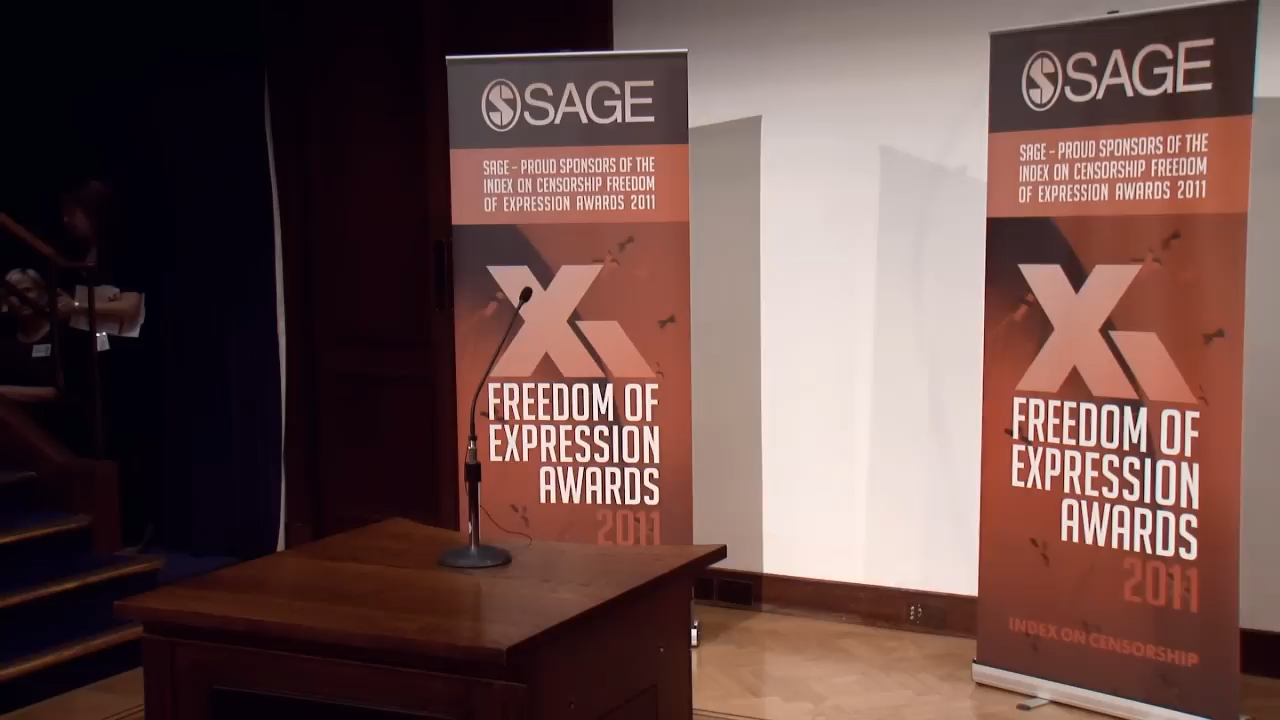 SAGE
SAGE – PROUD SPONSORS OF THE
INDEX ON CENSORSHIP FREEDOM
OF EXPRESSION AWARDS 2011
FREEDOM OF
EXPRESSION
AWARDS
2011
SAGE
SAGE – PROUD SPONSORS OF THE
INDEX ON CENSORSHIP FREEDOM
OF EXPRESSION AWARDS 2011
FREEDOM OF
EXPRESSION
AWARDS
2011
INDEX ON CENSORSHIP